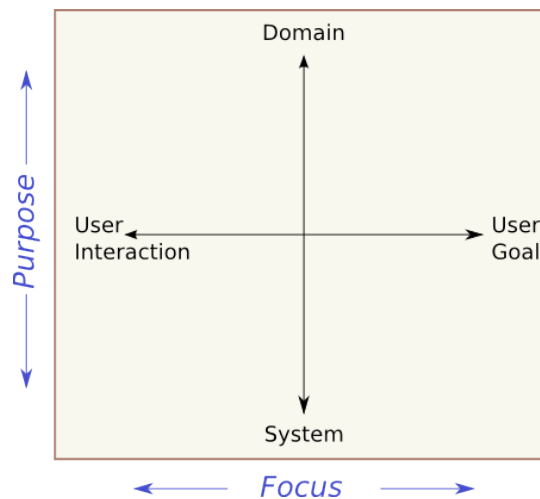 Domain
Purpose
User
Interaction
User
Goal
System
Focus